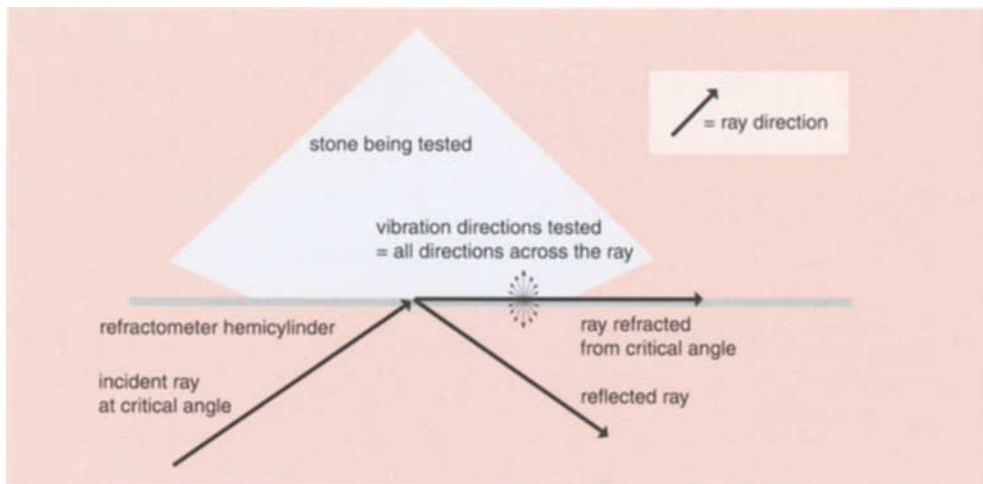 stone being tested
= ray direction
vibration directions tested
= all directions across the ray
refractometer hemicylinder
ray refracted
from critical angle
incident ray
at critical angle
reflected ray